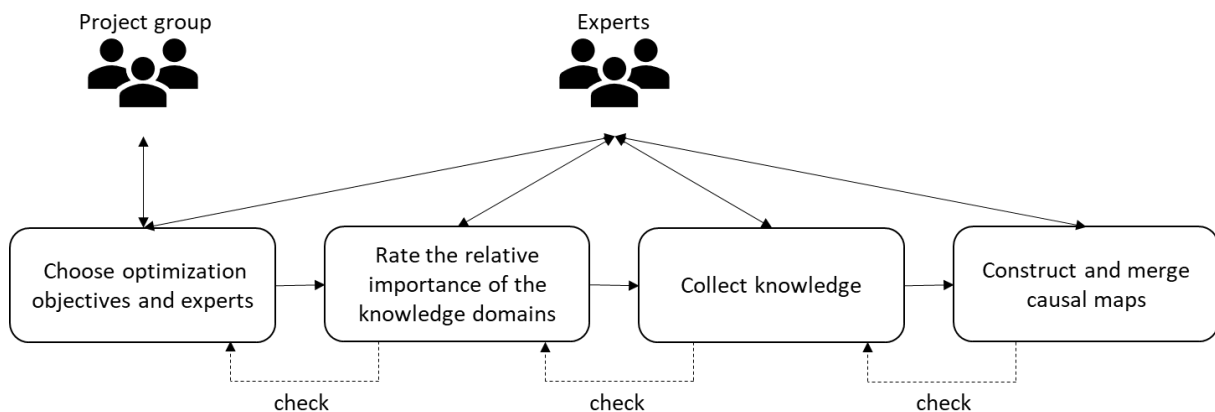 Project group
Experts
Choose optimization
objectives and experts
Rate the relative
importance of the
knowledge domains
Collect knowledge
Construct and merge
causal maps
check
check
check